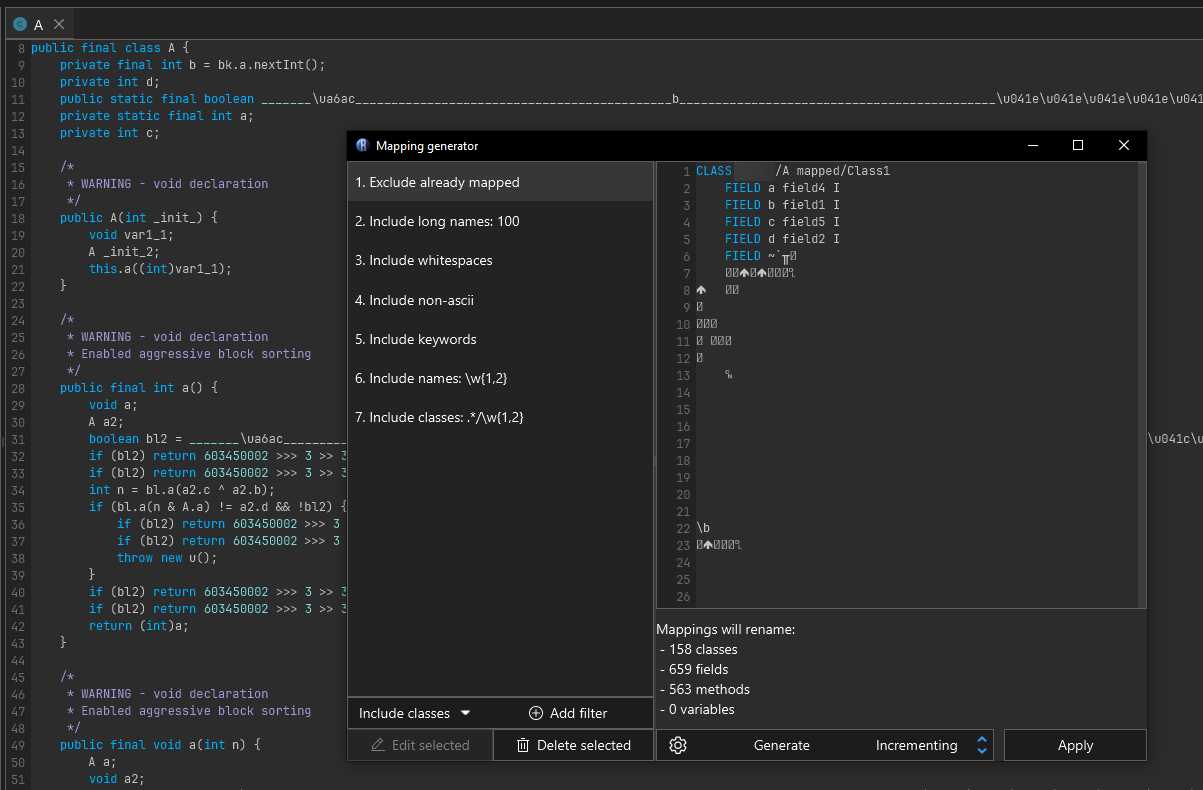 A
8 public final class A {
9 private final int b = bk.a.nextInt();
10 private int d;
11 public static final boolean _______\ua6ac____________________________________________b____________________________________________\u041e\u041e\u041e\u041e\u041
12 private static final int a;
13 private int c;
14
15 /*
16 * WARNING - void declaration
17 */
18 public A(int _init_) {
19 void var1_1;
20 A _init_2;
21 this.a((int)var1_1);
22 }
23
24 /*
25 * WARNING - void declaration
26 * Enabled aggressive block sorting
27 */
28 public final int a() {
29 void a;
30 A a2;
31 boolean bl2 = _______\ua6ac_________ \u041c\u
32 if (bl2) return 603450002 >>> 3 >> 3
33 if (bl2) return 603450002 >>> 3 >> 3
34 int n = bl.a(a2.c ^ a2.b);
35 if (bl.a(n & A.a) != a2.d && !bl2) {
36 if (bl2) return 603450002 >>> 3
37 if (bl2) return 603450002 >>> 3
38 throw new u();
39 }
40 if (bl2) return 603450002 >>> 3 >> 3
41 if (bl2) return 603450002 >>> 3 >> 3
42 return (int)a;
43 }
44
45 /*
46 * WARNING - void declaration
47 * Enabled aggressive block sorting
48 */
49 public final void a(int n) {
50 A a;
51 void a2;
Mapping generator
1. Exclude already mapped
2. Include long names: 100
3. Include whitespaces
4. Include non-ascii
5. Include keywords
6. Include names: \w{1,2}
7. Include classes: .*/\w{1,2}
Include classes
Add filter
Edit selected
Delete selected
1 CLASS /A mapped/Class1
2 FIELD a field4 I
3 FIELD b field1 I
4 FIELD c field5 I
5 FIELD d field2 I
6 FIELD ~`╥
7
8
9
10
11
12
13
14
15
16
17
18
19
20
21
22 \b
23
24
25
26
Mappings will rename:
- 158 classes
- 659 fields
- 563 methods
- 0 variables
Generate
Incrementing
Apply